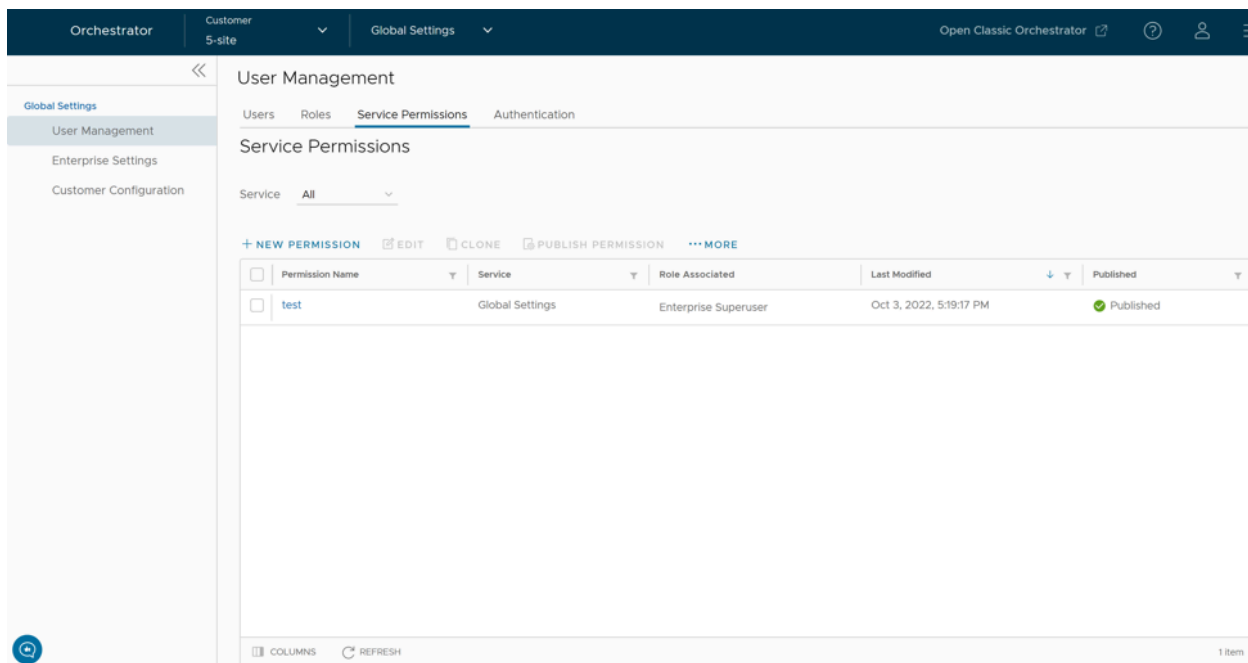 Orchestrator
Customer
5-site
Global Settings
Open Classic Orchestrator
Global Settings
User Management
Enterprise Settings
Customer Configuration
User Management
Users Roles Service Permissions Authentication
Service Permissions
Service All
+ NEW PERMISSION EDIT CLONE PUBLISH PERMISSION ··· MORE
Permission Name Service Role Associated Last Modified Published
test Global Settings Enterprise Superuser Oct 3, 2022, 5:19:17 PM Published
COLUMNS REFRESH 1 item